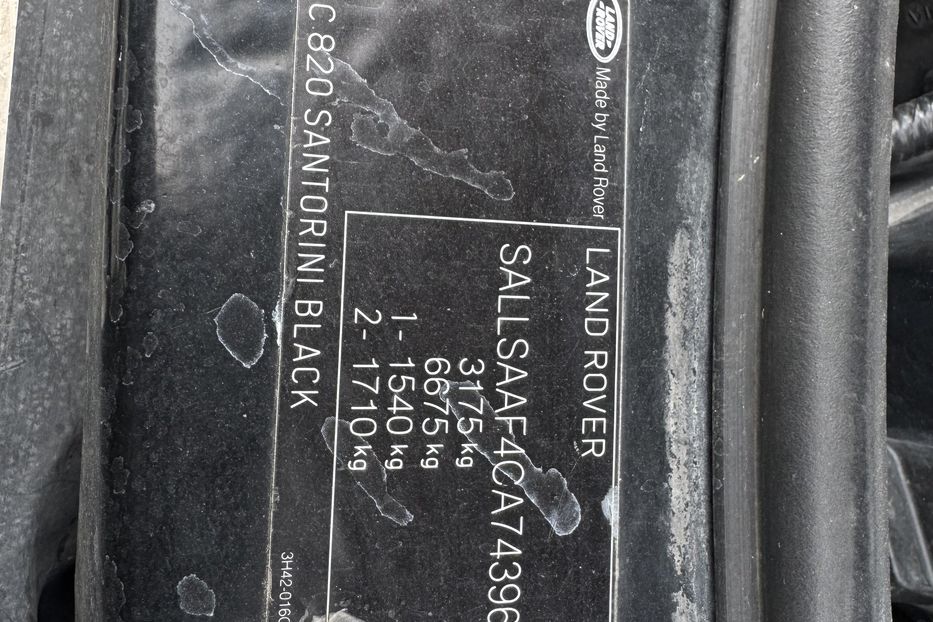 LAND ROVER
Made by Land Rover
LAND ROVER
SALLSAAF4CA74396
3175 kg
6675 kg
1- 1540 kg
2- 1710 kg
C 820 SANTORINI BLACK
3H42-016